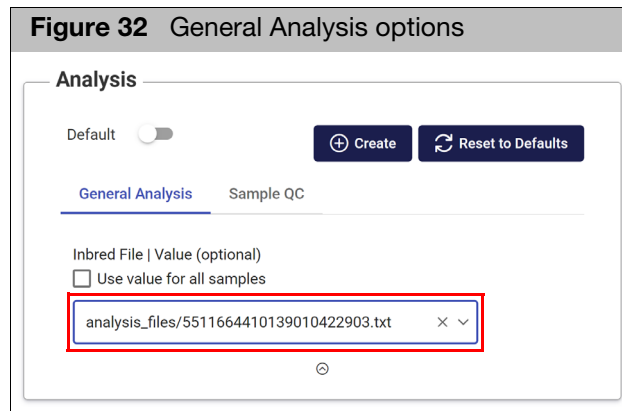 Figure 32 General Analysis options
Analysis
Default
Create
Reset to Defaults
General Analysis
Sample QC
Inbred File | Value (optional)
Use value for all samples
analysis_files/5511664410139010422903.txt